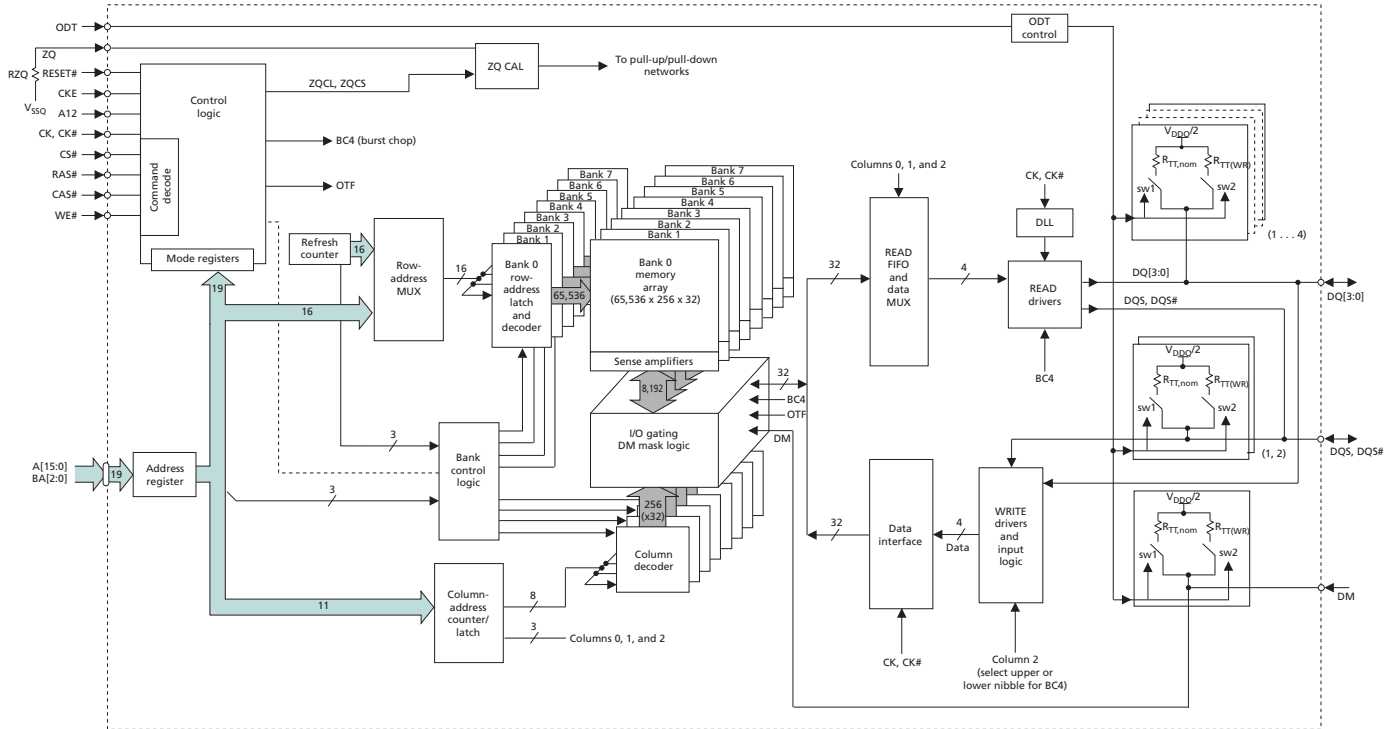 ODT
ODT
control
ZQ
RZQ
RESET#
CKE
VSSQ
A12
CK, CK#
CS#
RAS#
CAS#
WE#
Control
logic
Command
decode
Mode registers
ZQCL, ZQCS
ZQ CAL
To pull-up/pull-down
networks
BC4 (burst chop)
OTF
Refresh
counter
16
Row-
address
MUX
16
19
16
Bank 7
Bank 6
Bank 5
Bank 4
Bank 3
Bank 2
Bank 1
Bank 0
row-
address
latch
and
decoder
65,536
Bank 7
Bank 6
Bank 5
Bank 4
Bank 3
Bank 2
Bank 1
Bank 0
memory
array
(65,536 x 256 x 32)
Sense amplifiers
8,192
I/O gating
DM mask logic
32
BC4
OTF
DM
256
(x32)
Column
decoder
3
Bank
control
logic
3
A[15:0]
BA[2:0]
19
Address
register
11
Column-
address
counter/
latch
8
3
Columns 0, 1, and 2
Columns 0, 1, and 2
32
READ
FIFO
and
data
MUX
4
CK, CK#
DLL
READ
drivers
BC4
DQ[3:0]
DQS, DQS#
32
Data
interface
4
Data
WRITE
drivers
and
input
logic
CK, CK#
Column 2
(select upper or
lower nibble for BC4)
VDDQ/2
RTT,nom
RTT(WR)
sw1
sw2
(1 . . . 4)
DQ[3:0]
VDDQ/2
RTT,nom
RTT(WR)
sw1
sw2
(1, 2)
DQS, DQS#
VDDQ/2
RTT,nom
RTT(WR)
sw1
sw2
DM